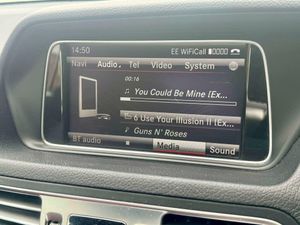 14:50 EE WiFiCall
Navi Audio Tel Video System
00:16
You Could Be Mine [Ex...
6 Use Your Illusion II [Ex...
Guns N' Roses
BT audio Media Sound